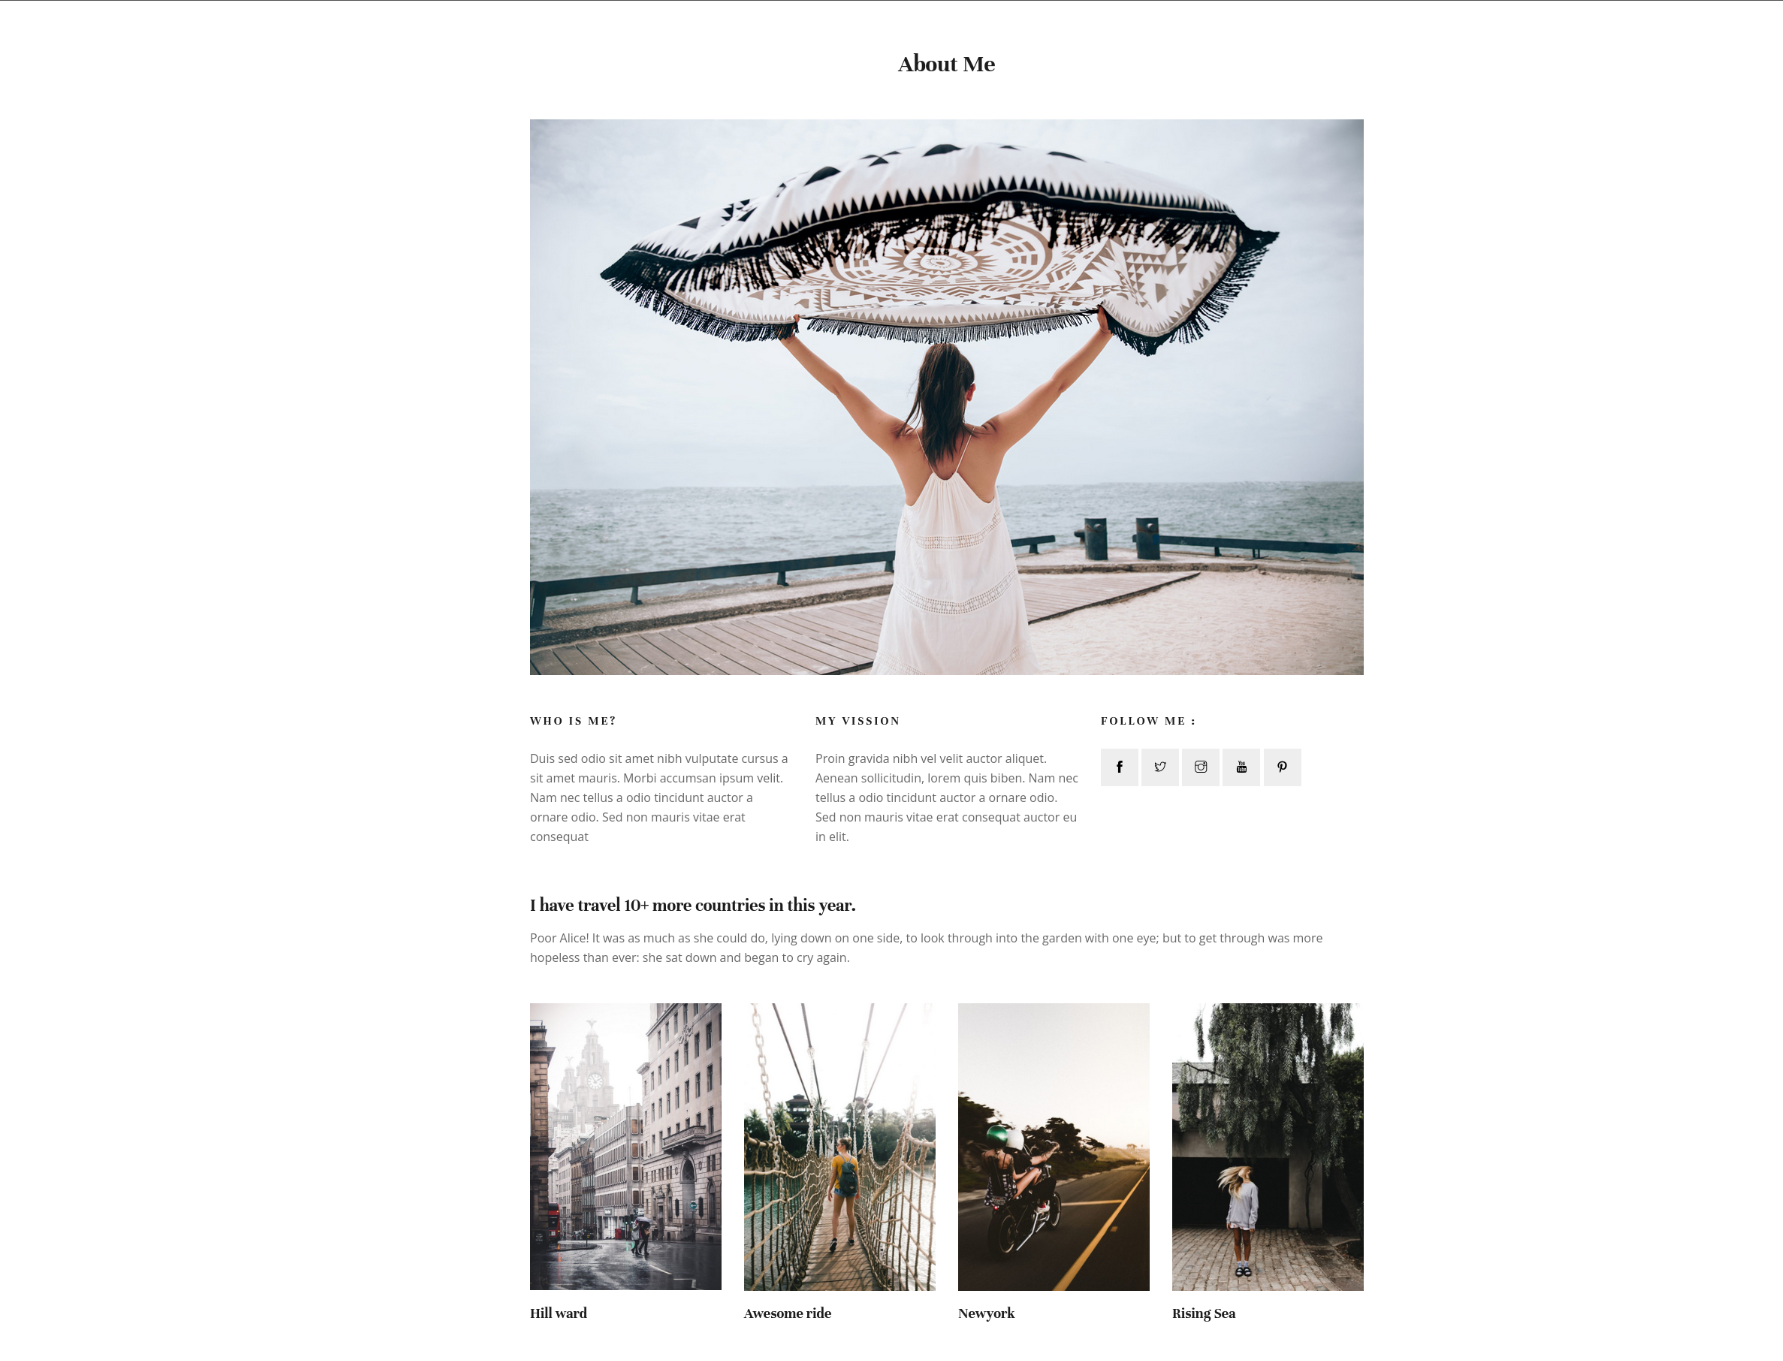 About Me
WHO IS ME?
Duis sed odio sit amet nibh vulputate cursus a
sit amet mauris. Morbi accumsan ipsum velit.
Nam nec tellus a odio tincidunt auctor a
ornare odio. Sed non mauris vitae erat
consequat
MY VISSION
Proin gravida nibh vel velit auctor aliquet.
Aenean sollicitudin, lorem quis biben. Nam nec
tellus a odio tincidunt auctor a ornare odio.
Sed non mauris vitae erat consequat auctor eu
in elit.
FOLLOW ME :
I have travel 10+ more countries in this year.
Poor Alice! It was as much as she could do, lying down on one side, to look through into the garden with one eye; but to get through was more
hopeless than ever: she sat down and began to cry again.
Hill ward
Awesome ride
Newyork
Rising Sea